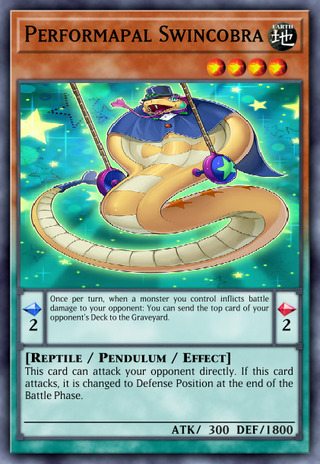 PERFORMAPAL SWINCOBRA
EARTH
地
Once per turn, when a monster you control inflicts battle
damage to your opponent: You can send the top card of your
opponent's Deck to the Graveyard.
2
2
[REPTILE / PENDULUM / EFFECT]
This card can attack your opponent directly. If this card
attacks, it is changed to Defense Position at the end of the
Battle Phase.
ATK/ 300 DEF/1800